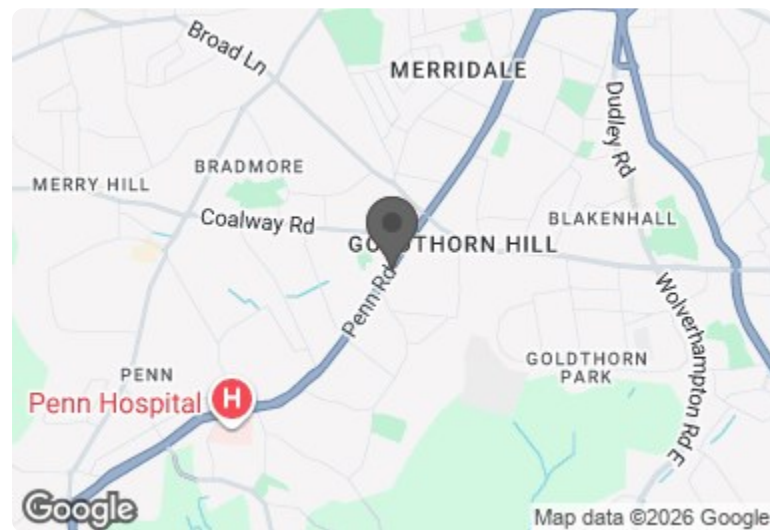 Broad Ln
MERRIDALE
Dudley Rd
BRADMORE
MERRY HILL
Coalway Rd
BLAKENHALL
GOLDTHORN HILL
Penn Rd
Wolverhampton Rd E
GOLDTHORN
PARK
PENN
Penn Hospital
H
Google
Map data ©2026 Google